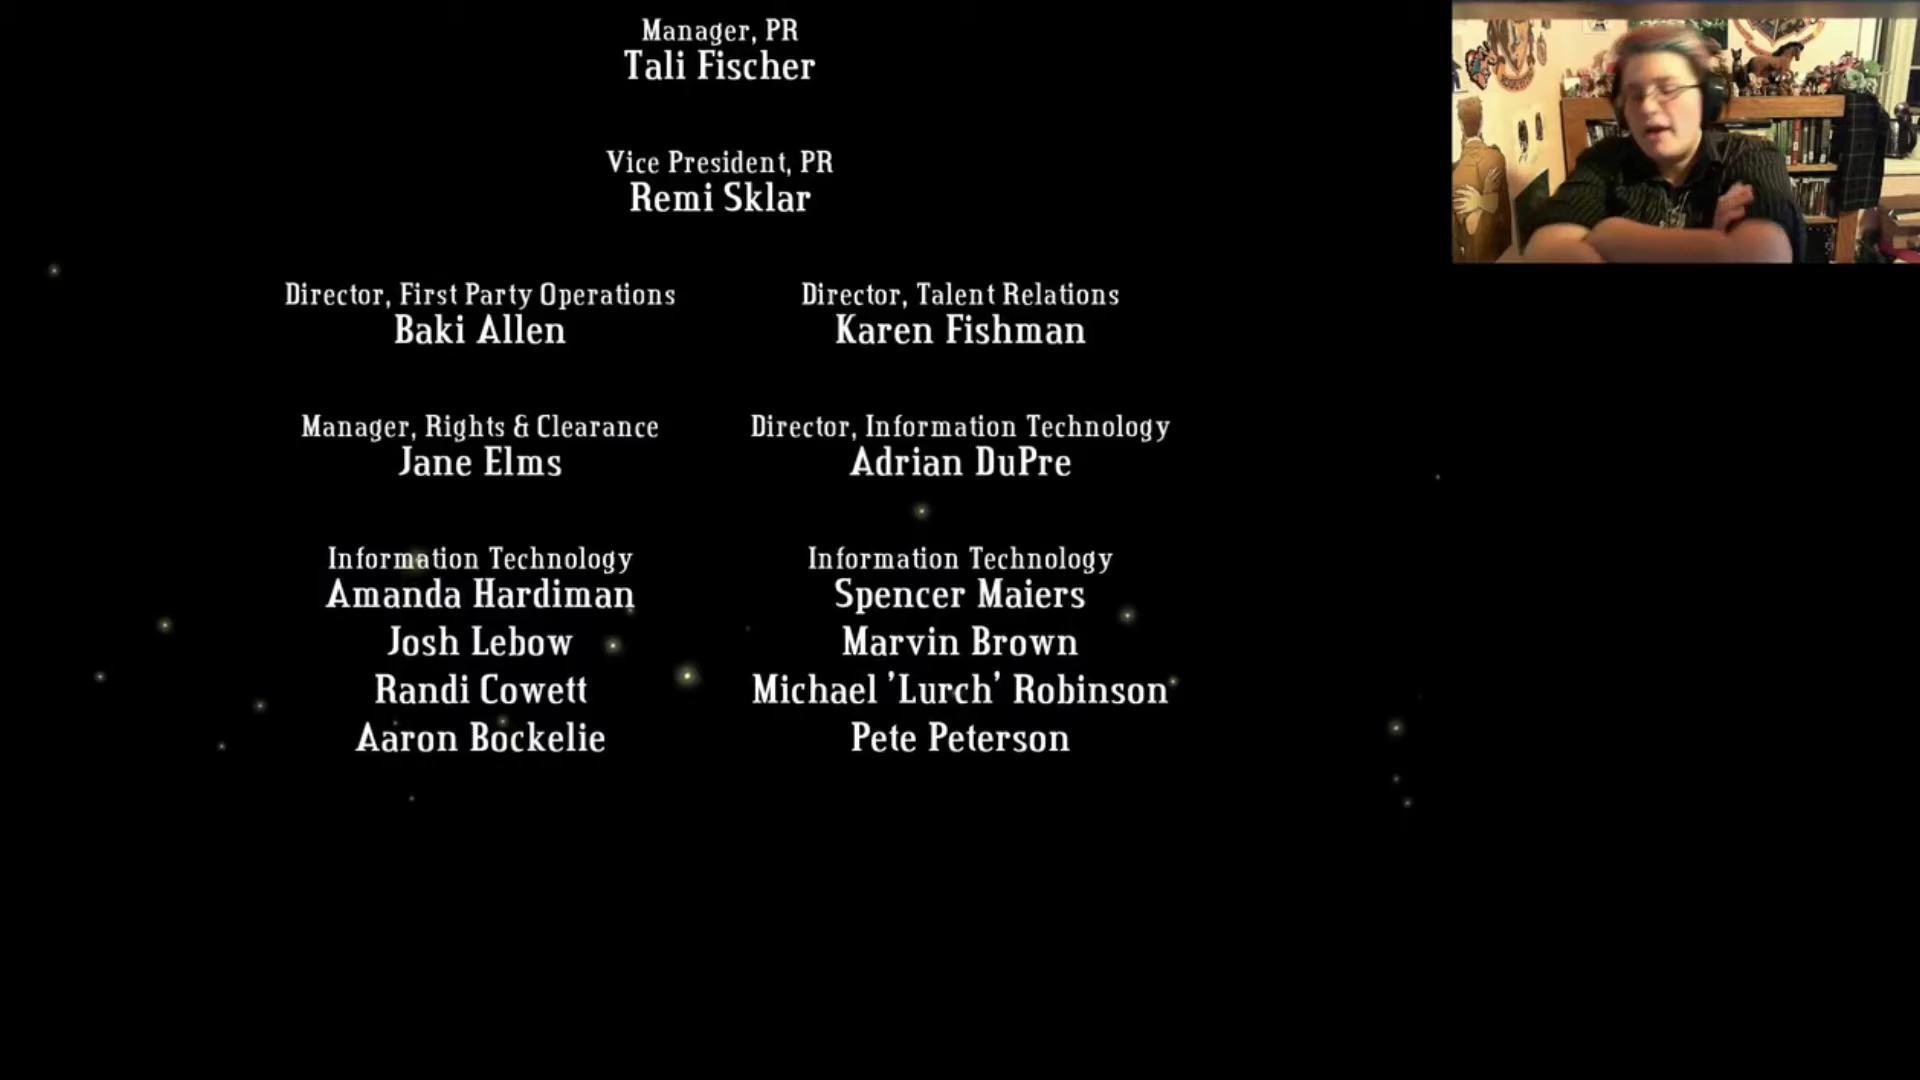 Manager, PR
Tali Fischer
Vice President, PR
Remi Sklar
Director, First Party Operations
Baki Allen
Director, Talent Relations
Karen Fishman
Manager, Rights & Clearance
Jane Elms
Director, Information Technology
Adrian DuPre
Information Technology
Amanda Hardiman
Josh Lebow
Randi Cowett
Aaron Bockelie
Information Technology
Spencer Maiers
Marvin Brown
Michael 'Lurch' Robinson
Pete Peterson